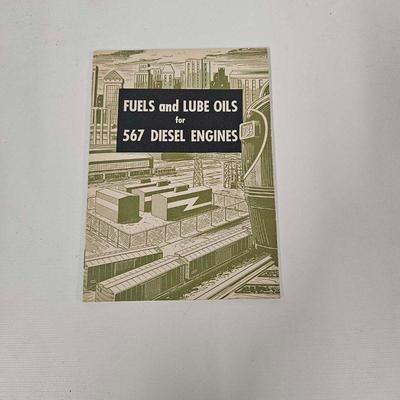 FUELS and LUBE OILS
for
567 DIESEL ENGINES